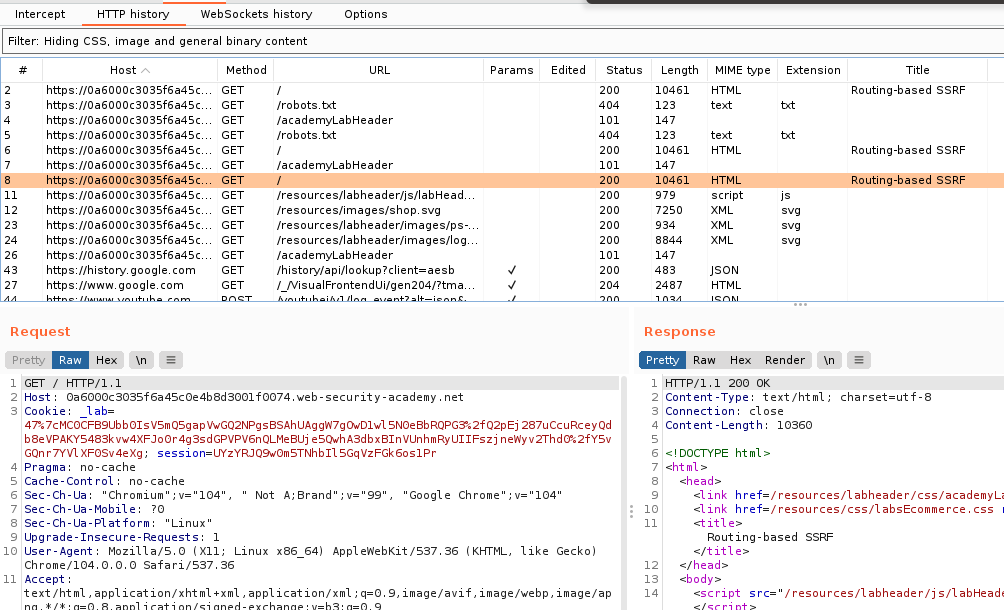 Intercept HTTP history WebSockets history Options
Filter: Hiding CSS, image and general binary content
# Host Method URL Params Edited Status Length MIME type Extension Title
2 https://0a6000c3035f6a45c... GET / 200 10461 HTML Routing-based SSRF
3 https://0a6000c3035f6a45c... GET /robots.txt 404 123 text txt
4 https://0a6000c3035f6a45c... GET /academyLabHeader 101 147
5 https://0a6000c3035f6a45c... GET /robots.txt 404 123 text txt
6 https://0a6000c3035f6a45c... GET / 200 10461 HTML Routing-based SSRF
7 https://0a6000c3035f6a45c... GET /academyLabHeader 101 147
8 https://0a6000c3035f6a45c... GET / 200 10461 HTML Routing-based SSRF
11 https://0a6000c3035f6a45c... GET /resources/labheader/js/labHead... 200 979 script js
12 https://0a6000c3035f6a45c... GET /resources/images/shop.svg 200 7250 XML svg
23 https://0a6000c3035f6a45c... GET /resources/labheader/images/ps-... 200 934 XML svg
24 https://0a6000c3035f6a45c... GET /resources/labheader/images/log... 200 8844 XML svg
26 https://0a6000c3035f6a45c... GET /academyLabHeader 101 147
43 https://history.google.com GET /history/api/lookup?client=aesb ✓ 200 483 JSON
27 https://www.google.com GET /_/VisualFrontendUi/gen204/?tma... ✓ 204 2487 HTML
44 https://www.youtube.com POST /youtubei/v1/log_event?alt=json&... ✓ 200 1034 JSON
Request
Pretty Raw Hex \n
1 GET / HTTP/1.1
2 Host: 0a6000c3035f6a45c0e4b8d3001f0074.web-security-academy.net
3 Cookie: _lab=
47%7cMC0CFB9Ubb0IsV5mQ5gapVwGQ2NPgsBSAhUAggW7gOwD1wl5N0eBbRQPG3%2fQ2pEj287uCcuRceyQd
b8eVPAKY5483kvw4XFJo0r4g3sdGPVPV6nQLMeBUje5QwhA3dbxBInVUnhmRyUIIFszjneWyv2Thd0%2fY5v
GQnr7YVlXF0Sv4eXg; session=UYzYRJQ9w0m5TNhbIl5GqVzFGk6os1Pr
4 Pragma: no-cache
5 Cache-Control: no-cache
6 Sec-Ch-Ua: "Chromium";v="104", " Not A;Brand";v="99", "Google Chrome";v="104"
7 Sec-Ch-Ua-Mobile: ?0
8 Sec-Ch-Ua-Platform: "Linux"
9 Upgrade-Insecure-Requests: 1
10 User-Agent: Mozilla/5.0 (X11; Linux x86_64) AppleWebKit/537.36 (KHTML, like Gecko)
Chrome/104.0.0.0 Safari/537.36
11 Accept:
text/html,application/xhtml+xml,application/xml;q=0.9,image/avif,image/webp,image/ap
ng,*/*;q=0.8,application/signed-exchange;v=b3;q=0.9
Response
Pretty Raw Hex Render \n
1 HTTP/1.1 200 OK
2 Content-Type: text/html; charset=utf-8
3 Connection: close
4 Content-Length: 10360
5
6 <!DOCTYPE html>
7 <html>
8 <head>
9 <link href=/resources/labheader/css/academyLa
10 <link href=/resources/css/labsEcommerce.css
11 <title>
Routing-based SSRF
</title>
12 </head>
13 <body>
14 <script src="/resources/labheader/js/labHeade
</script>